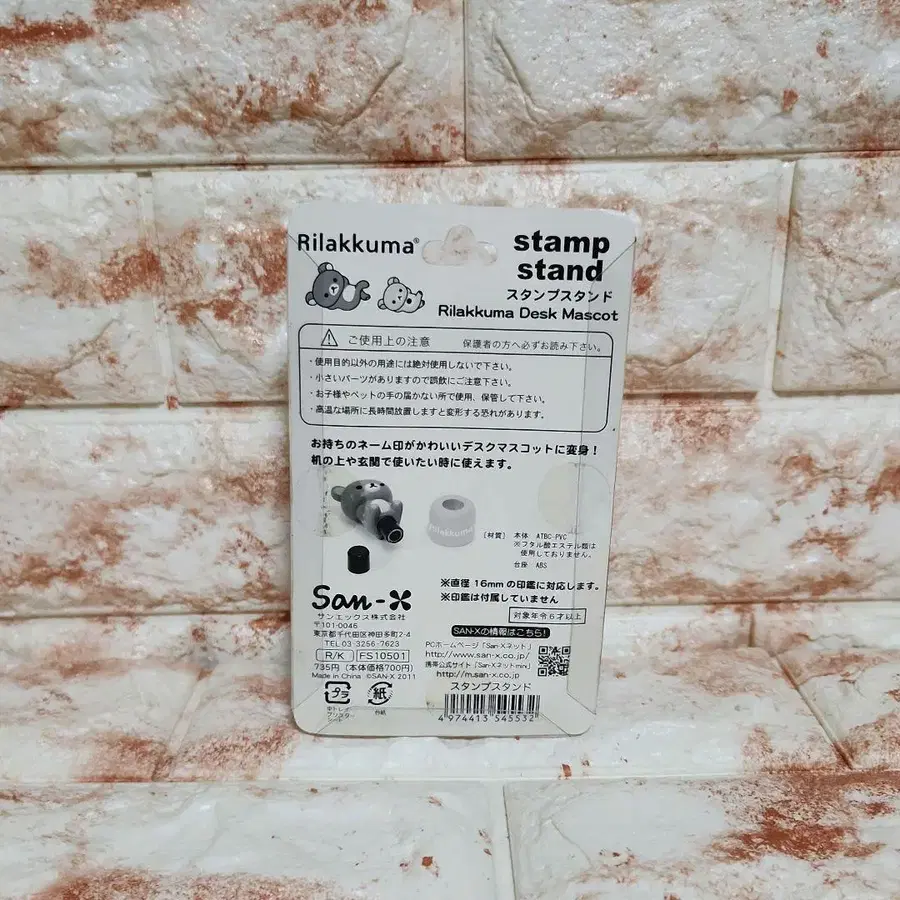 Rilakkuma®
stamp
stand
スタンプスタンド
Rilakkuma Desk Mascot
ご使用上の注意 保護者の方へ必ずお読み下さい。
・使用目的以外の用途には絶対使用しないで下さい。
・小さいパーツがありますので誤飲にご注意下さい。
・お子様やペットの手の届かない所で使用、保管して下さい。
・高温な場所に長時間放置しますと変形する恐れがあります。
お持ちのネーム印がかわいいデスクマスコットに変身！
机の上や玄関で使いたい時に使えます。
Rilakkuma
[材質] 本体 ATBC-PVC
※フタル酸エステル類は
使用しておりません。
台座 ABS
※直径16mmの印鑑に対応します。
※印鑑は付属していません
対象年令6才以上
San-X
サンエックス株式会社
〒101-0046
東京都千代田区神田多町2-4
TEL 03-3256-7623
R/K FS10501
735円(本体価格700円)
Made in China ©SAN-X 2011
プラ
紙
台紙
SAN-Xの情報はこちら!
PCホームページ「San-Xネット」
http://www.san-x.co.jp/
携帯公式サイト「San-Xネットmini」
http://m.san-x.co.jp/
スタンプスタンド
4 974413 545532